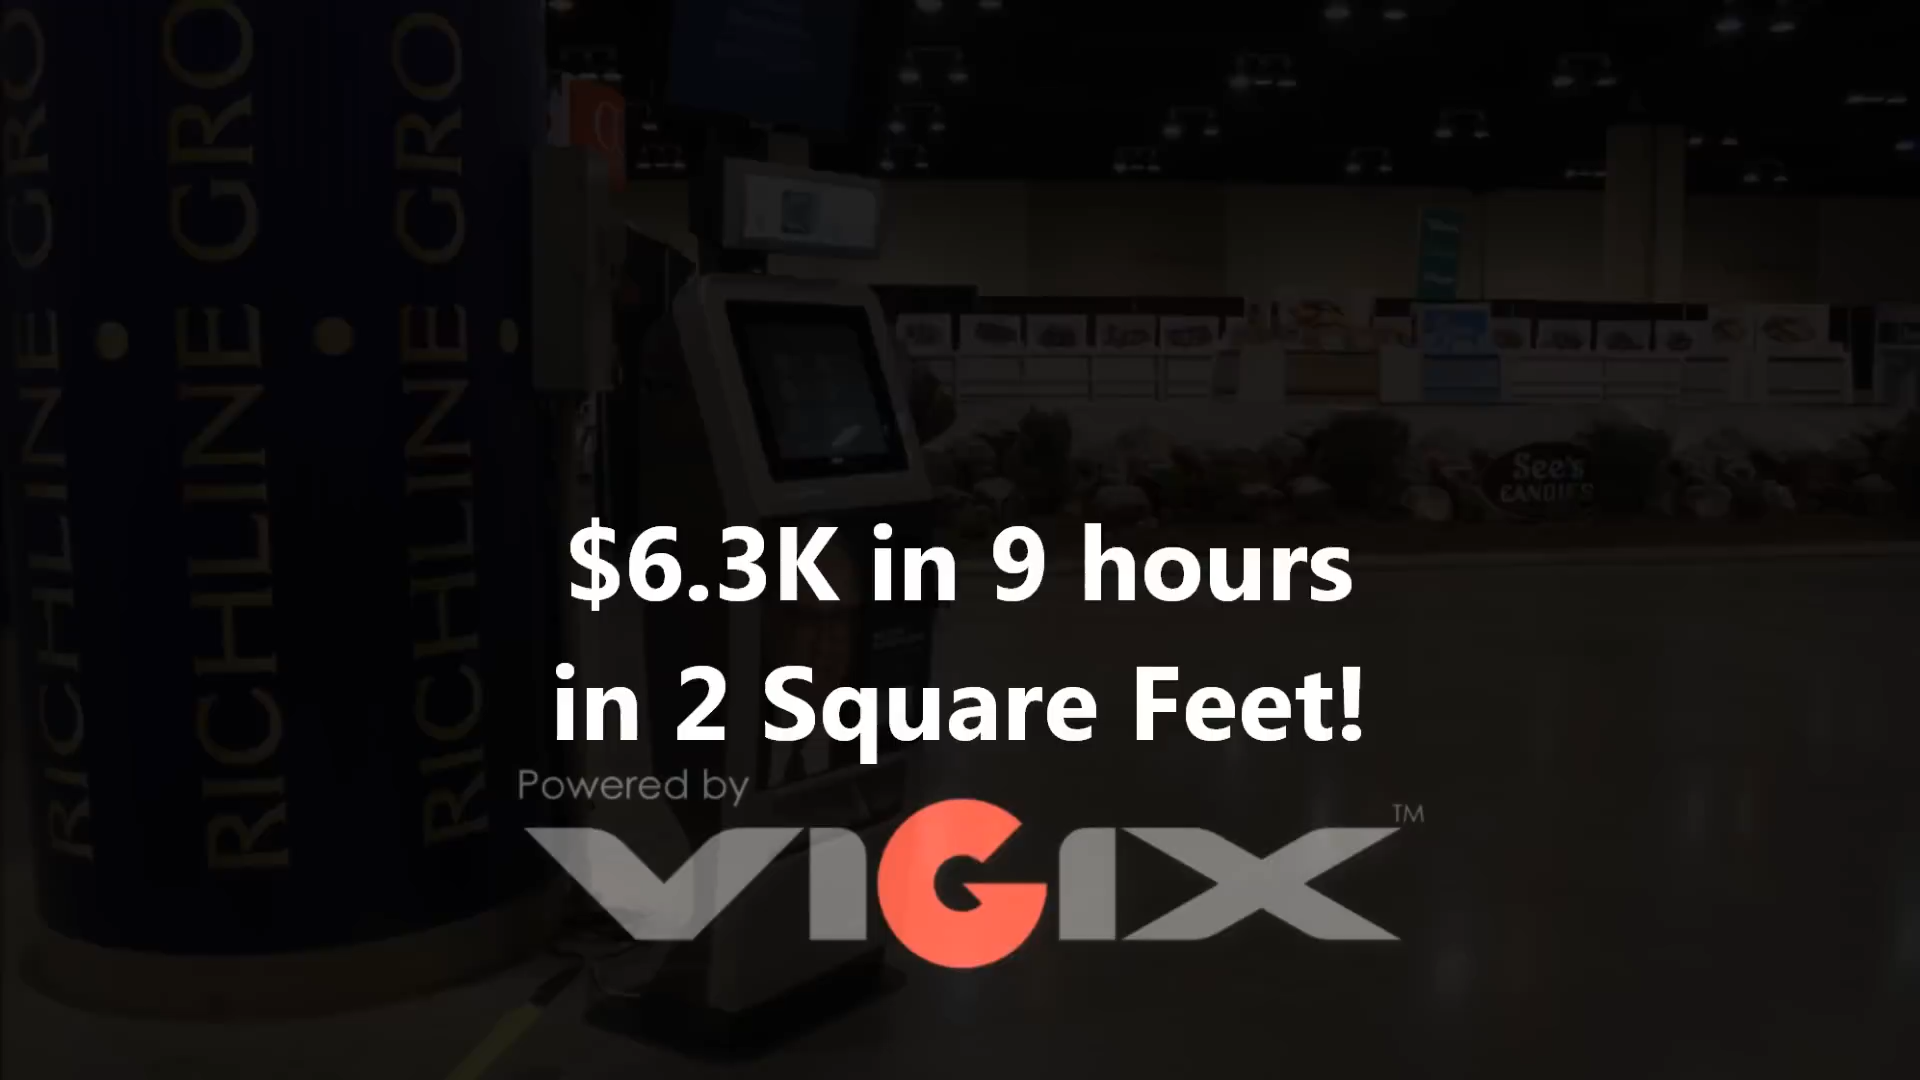 RICHLINE GRO
RICHLINE GRO
RICHLINE GRO
See's
CANDIES
$6.3K in 9 hours
in 2 Square Feet!
Powered by
VIGIX™